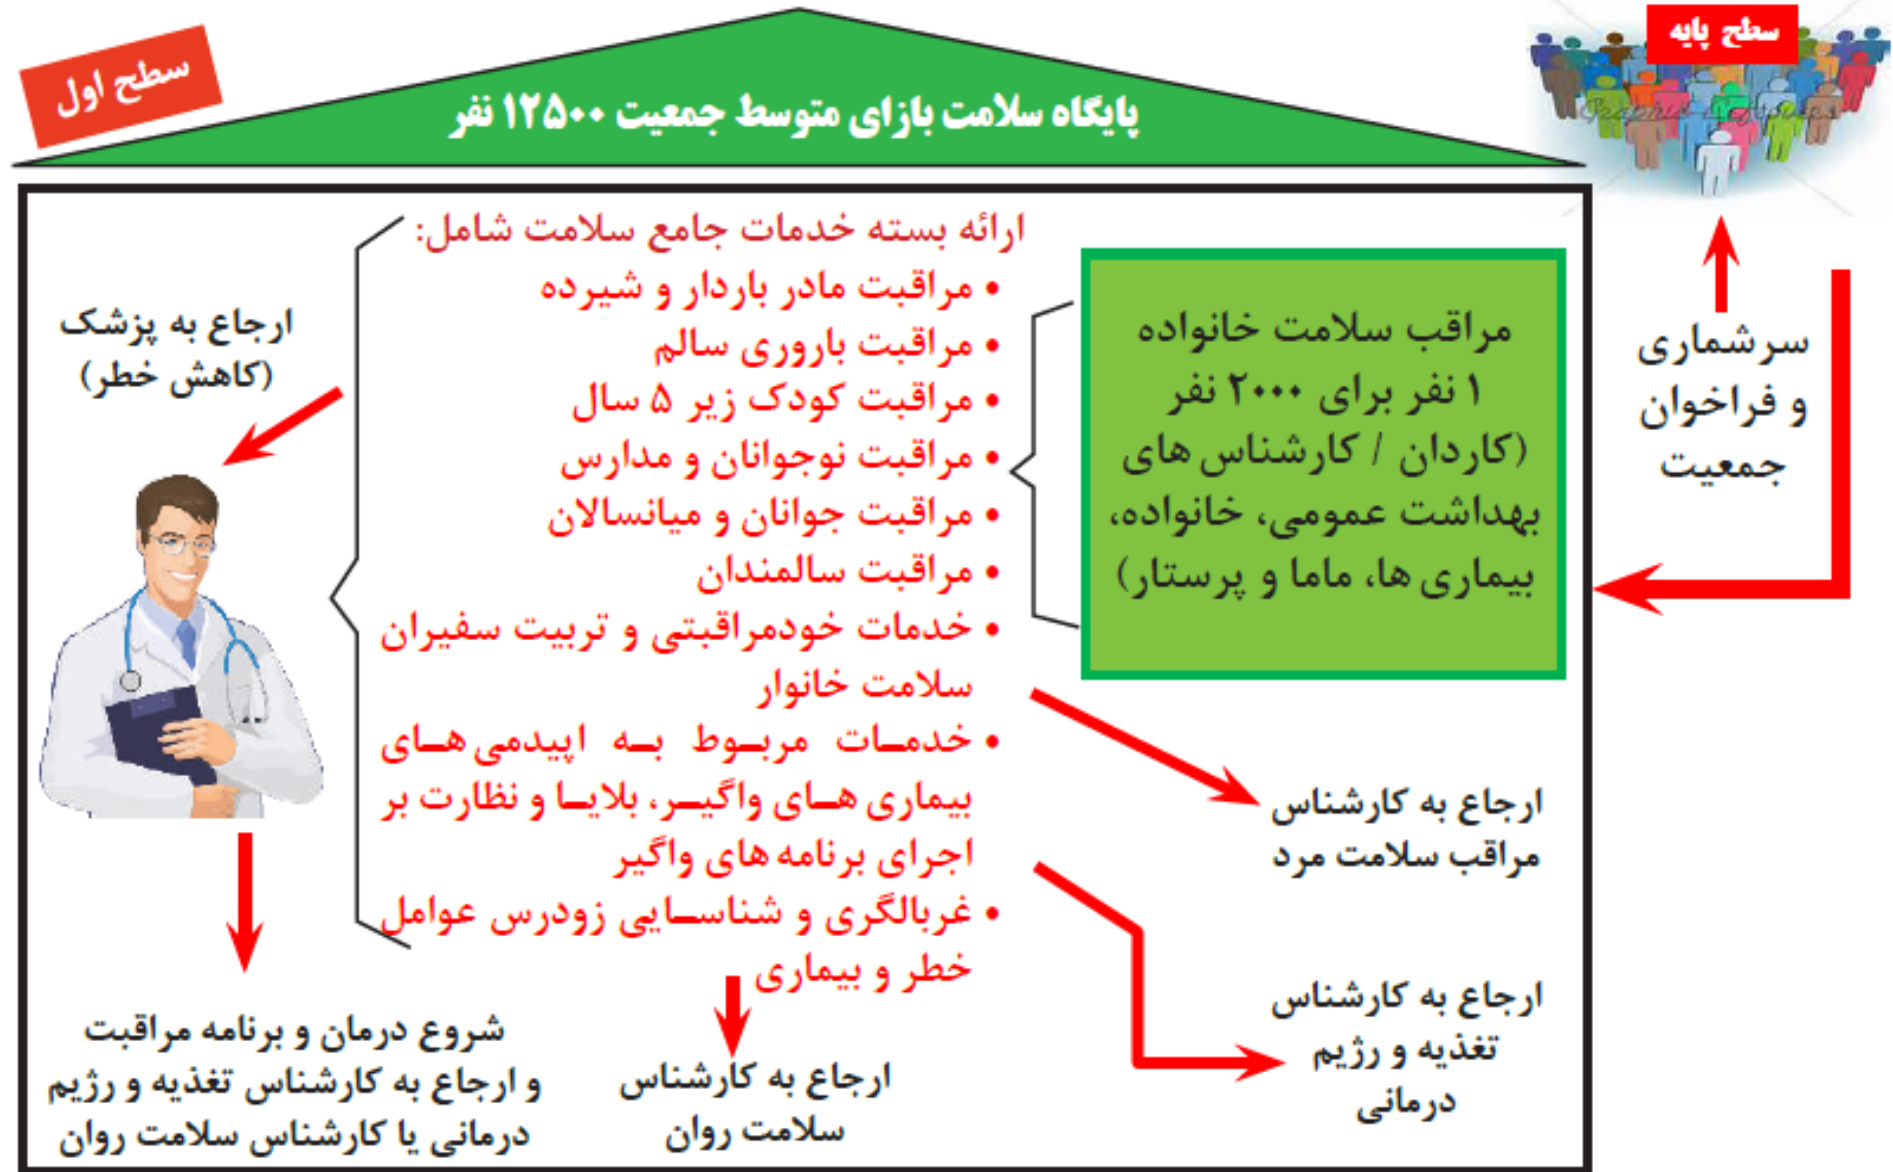 سطح پایه
سطح اول
پایگاه سلامت بازای متوسط جمعیت ۱۲۵۰۰ نفر
سرشماری
و فراخوان
جمعیت
مراقب سلامت خانواده
۱ نفر برای ۲۰۰۰ نفر
(کاردان / کارشناس های
بهداشت عمومی، خانواده،
بیماری ها، ماما و پرستار)
ارائه بسته خدمات جامع سلامت شامل:
• مراقبت مادر باردار و شیرده
• مراقبت باروری سالم
• مراقبت کودک زیر ۵ سال
• مراقبت نوجوانان و مدارس
• مراقبت جوانان و میانسالان
• مراقبت سالمندان
• خدمات خودمراقبتی و تربیت سفیران
سلامت خانوار
• خدمات مربوط به اپیدمی های
بیماری های واگیر، بلایا و نظارت بر
اجرای برنامه های واگیر
• غربالگری و شناسایی زودرس عوامل
خطر و بیماری
ارجاع به پزشک
(کاهش خطر)
ارجاع به کارشناس
مراقب سلامت مرد
ارجاع به کارشناس
تغذیه و رژیم
درمانی
ارجاع به کارشناس
سلامت روان
شروع درمان و برنامه مراقبت
و ارجاع به کارشناس تغذیه و رژیم
درمانی یا کارشناس سلامت روان